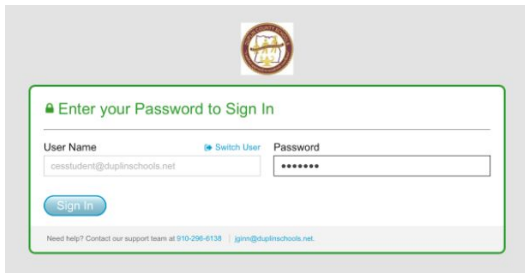 Enter your Password to Sign In
User Name
Switch User
Password
cesstudent@duplinschools.net
•••••••
Sign In
Need help? Contact our support team at 910-296-6138 | jginn@duplinschools.net.